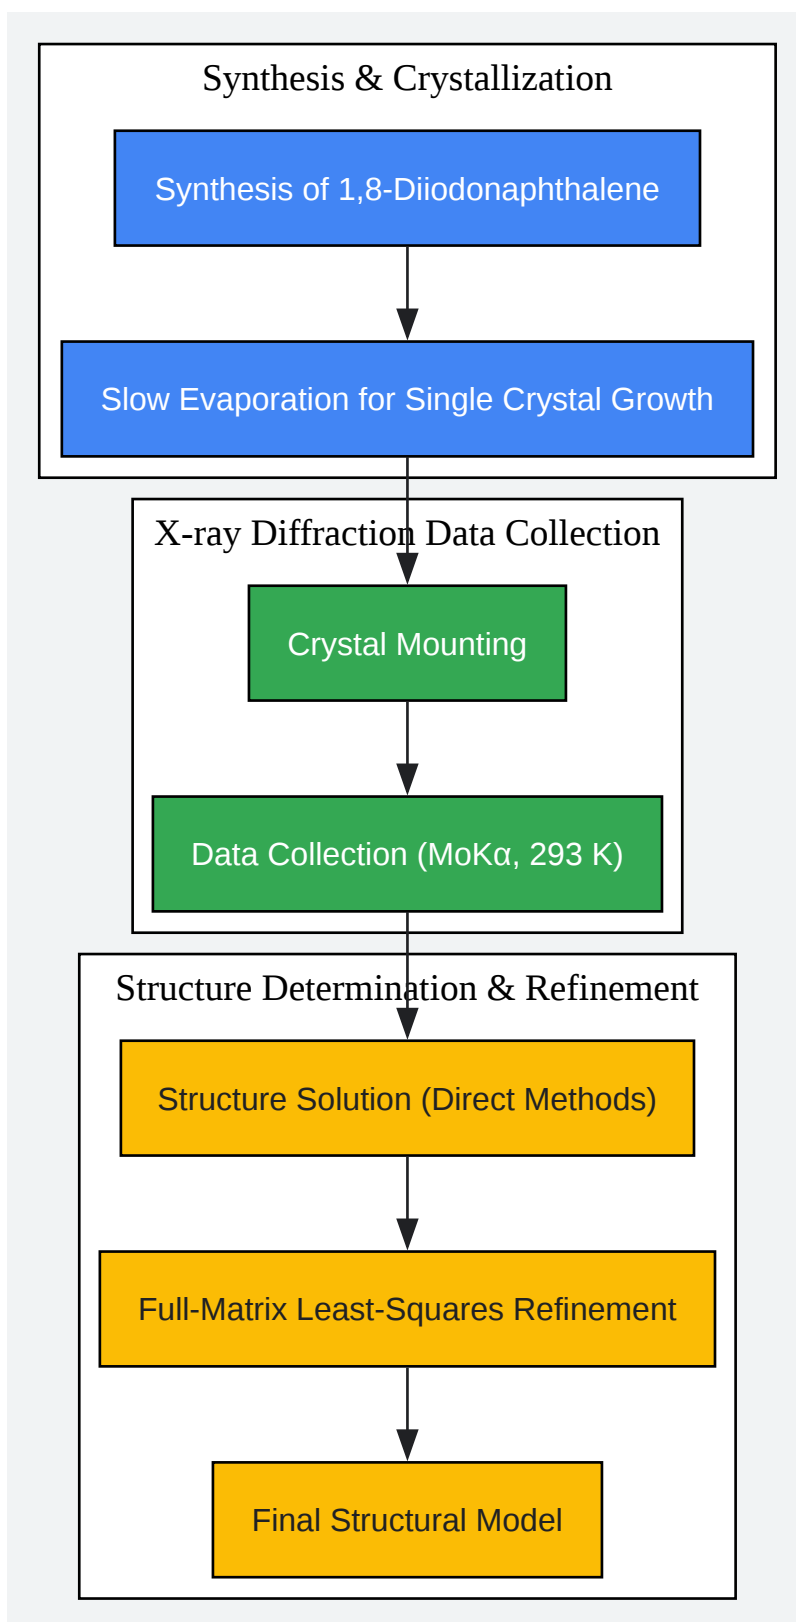 Synthesis & Crystallization
Synthesis of 1,8-Diiodonaphthalene
Slow Evaporation for Single Crystal Growth
X-ray Diffraction Data Collection
Crystal Mounting
Data Collection (MoKα, 293 K)
Structure Determination & Refinement
Structure Solution (Direct Methods)
Full-Matrix Least-Squares Refinement
Final Structural Model